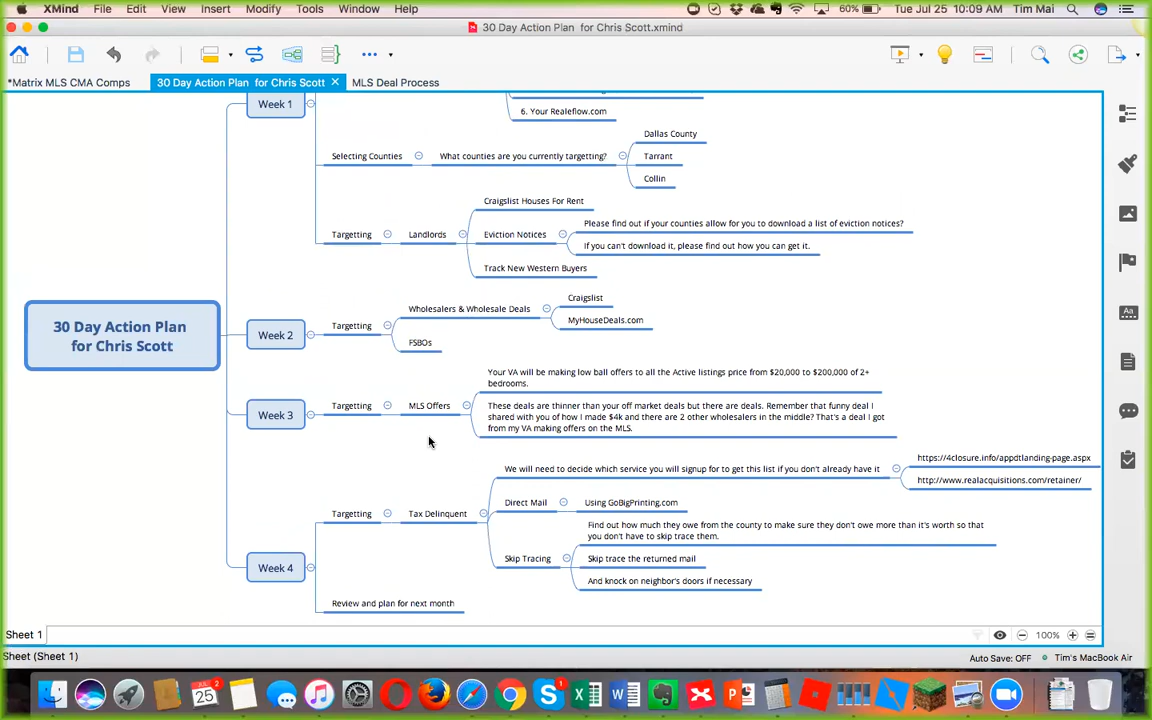 XMind File Edit View Insert Modify Tools Window Help 60% Tue Jul 25 10:09 AM Tim Mai
30 Day Action Plan for Chris Scott.xmind
*Matrix MLS CMA Comps 30 Day Action Plan for Chris Scott MLS Deal Process
Week 1
6. Your Realeflow.com
Selecting Counties
What counties are you currently targetting?
Dallas County
Tarrant
Collin
Targetting
Landlords
Craigslist Houses For Rent
Eviction Notices
Please find out if your counties allow for you to download a list of eviction notices?
If you can't download it, please find out how you can get it.
Track New Western Buyers
30 Day Action Plan
for Chris Scott
Week 2
Targetting
Wholesalers & Wholesale Deals
Craigslist
MyHouseDeals.com
FSBOs
Week 3
Targetting
MLS Offers
Your VA will be making low ball offers to all the Active listings price from $20,000 to $200,000 of 2+
bedrooms.
These deals are thinner than your off market deals but there are deals. Remember that funny deal I
shared with you of how I made $4k and there are 2 other wholesalers in the middle? That's a deal I got
from my VA making offers on the MLS.
Week 4
Targetting
Tax Delinquent
We will need to decide which service you will signup for to get this list if you don't already have it
https://4closure.info/appdtlanding-page.aspx
http://www.realacquisitions.com/retainer/
Direct Mail
Using GoBigPrinting.com
Skip Tracing
Find out how much they owe from the county to make sure they don't owe more than it's worth so that
you don't have to skip trace them.
Skip trace the returned mail
And knock on neighbor's doors if necessary
Review and plan for next month
Sheet 1
100%
Sheet (Sheet 1)
Auto Save: OFF Tim's MacBook Air
JUL
25
2
1